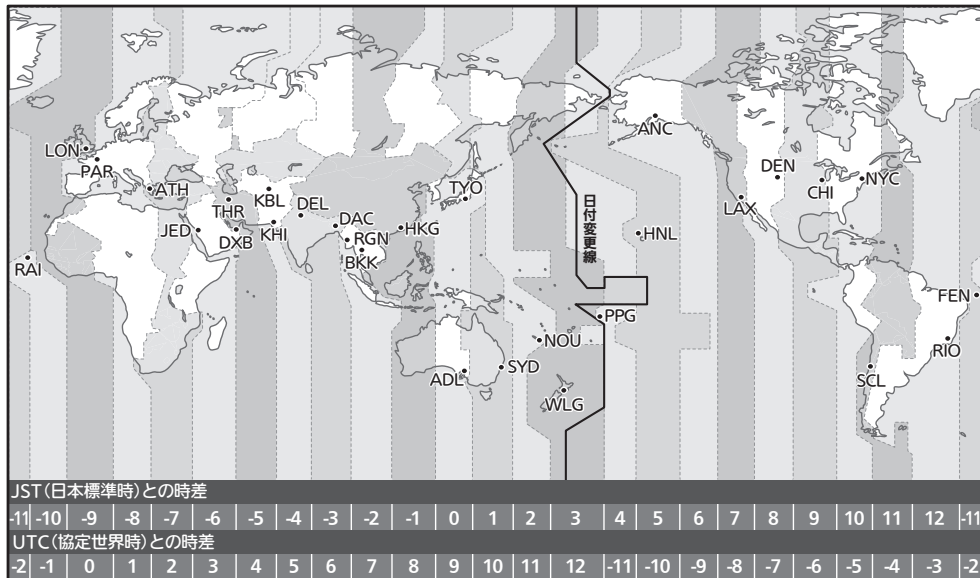 ANC
LON
PAR
ATH
KBL
DEL
TYO
DEN
CHI
NYC
THR
DAC
LAX
JED
DXB
KHI
RGN
HKG
日付変更線
HNL
RAI
BKK
FEN
PPG
NOU
RIO
ADL
SYD
SCL
WLG
JST(日本標準時)との時差
-11 -10 -9 -8 -7 -6 -5 -4 -3 -2 -1 0 1 2 3 4 5 6 7 8 9 10 11 12 -11
UTC(協定世界時)との時差
-2 -1 0 1 2 3 4 5 6 7 8 9 10 11 12 -11 -10 -9 -8 -7 -6 -5 -4 -3 -2